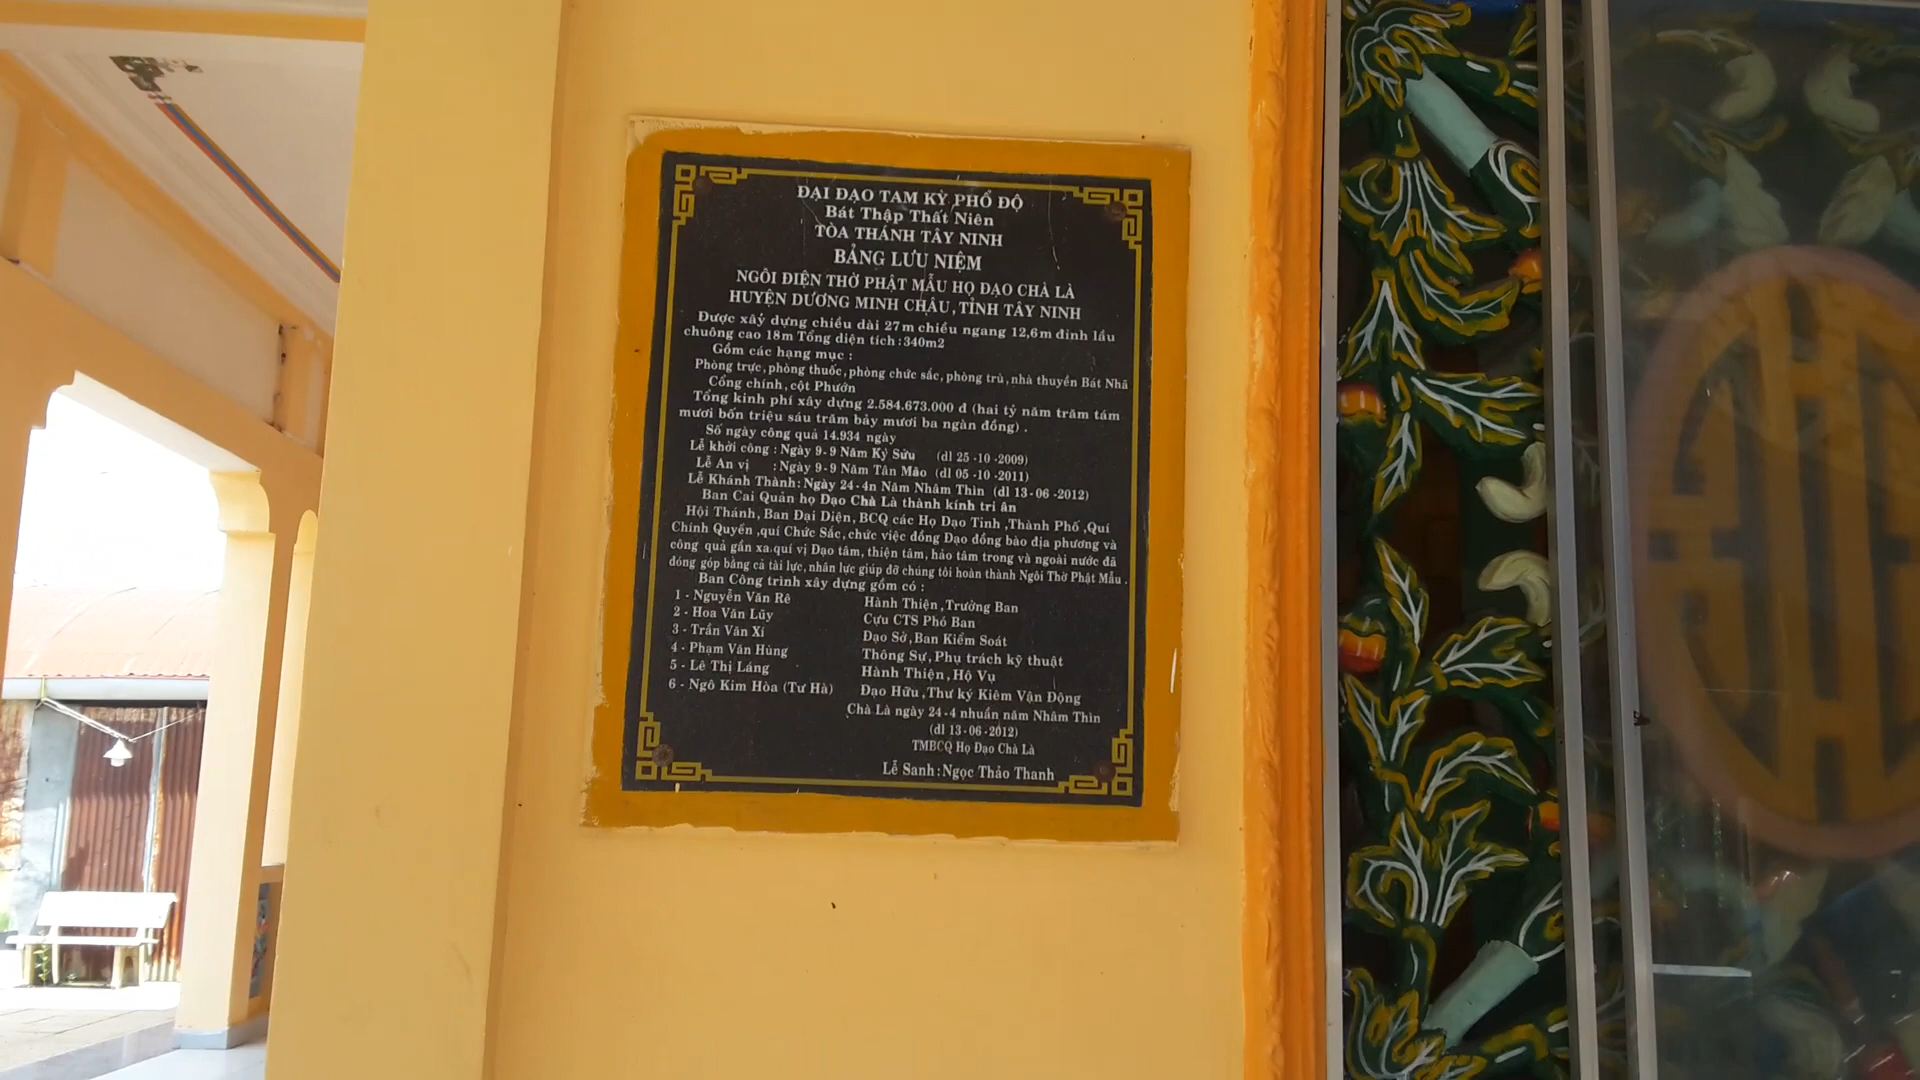 ĐẠI ĐẠO TAM KỲ PHỔ ĐỘ
Bát Thập Thất Niên
TÒA THÁNH TÂY NINH
BẢNG LƯU NIỆM
NGÔI ĐIỆN THỜ PHẬT MẪU HỌ ĐẠO CHÀ LÀ
HUYỆN DƯƠNG MINH CHÂU, TỈNH TÂY NINH
Được xây dựng chiều dài 27m chiều ngang 12,6m đỉnh lầu
chuông cao 18m Tổng diện tích:340m2
Gồm các hạng mục :
Phòng trực, phòng thuốc, phòng chức sắc, phòng trù, nhà thuyền Bát Nhã
Cổng chính, cột Phướn
Tổng kinh phí xây dựng 2.584.673.000 đ (hai tỷ năm trăm tám
mươi bốn triệu sáu trăm bảy mươi ba ngàn đồng) .
Số ngày công quả 14.934 ngày
Lễ khởi công : Ngày 9-9 Năm Kỷ Sửu (dl 25 -10 -2009)
Lễ An vị : Ngày 9-9 Năm Tân Mão (dl 05 -10 -2011)
Lễ Khánh Thành: Ngày 24-4n Năm Nhâm Thìn (dl 13-06 -2012)
Ban Cai Quản họ Đạo Chà Là thành kính tri ân
Hội Thánh, Ban Đại Diện, BCQ các Họ Đạo Tỉnh ,Thành Phố ,Quí
Chính Quyền ,quí Chức Sắc, chức việc đồng Đạo đồng bào địa phương và
công quả gần xa.quí vị Đạo tâm, thiện tâm, hảo tâm trong và ngoài nước đã
đóng góp bằng cả tài lực, nhân lực giúp đỡ chúng tôi hoàn thành Ngôi Thờ Phật Mẫu .
Ban Công trình xây dựng gồm có :
1 - Nguyễn Văn Rê Hành Thiện ,Trưởng Ban
2 - Hoa Văn Lũy Cựu CTS Phó Ban
3 - Trần Văn Xí Đạo Sở, Ban Kiểm Soát
4 - Phạm Văn Hùng Thông Sự, Phụ trách kỹ thuật
5 - Lê Thị Láng Hành Thiện, Hộ Vụ
6 - Ngô Kim Hòa (Tư Hà) Đạo Hữu, Thư ký Kiêm Vận Động
Chà Là ngày 24-4 nhuần năm Nhâm Thìn
(dl 13-06 -2012)
TMBCQ Họ Đạo Chà Là
Lễ Sanh: Ngọc Thảo Thanh